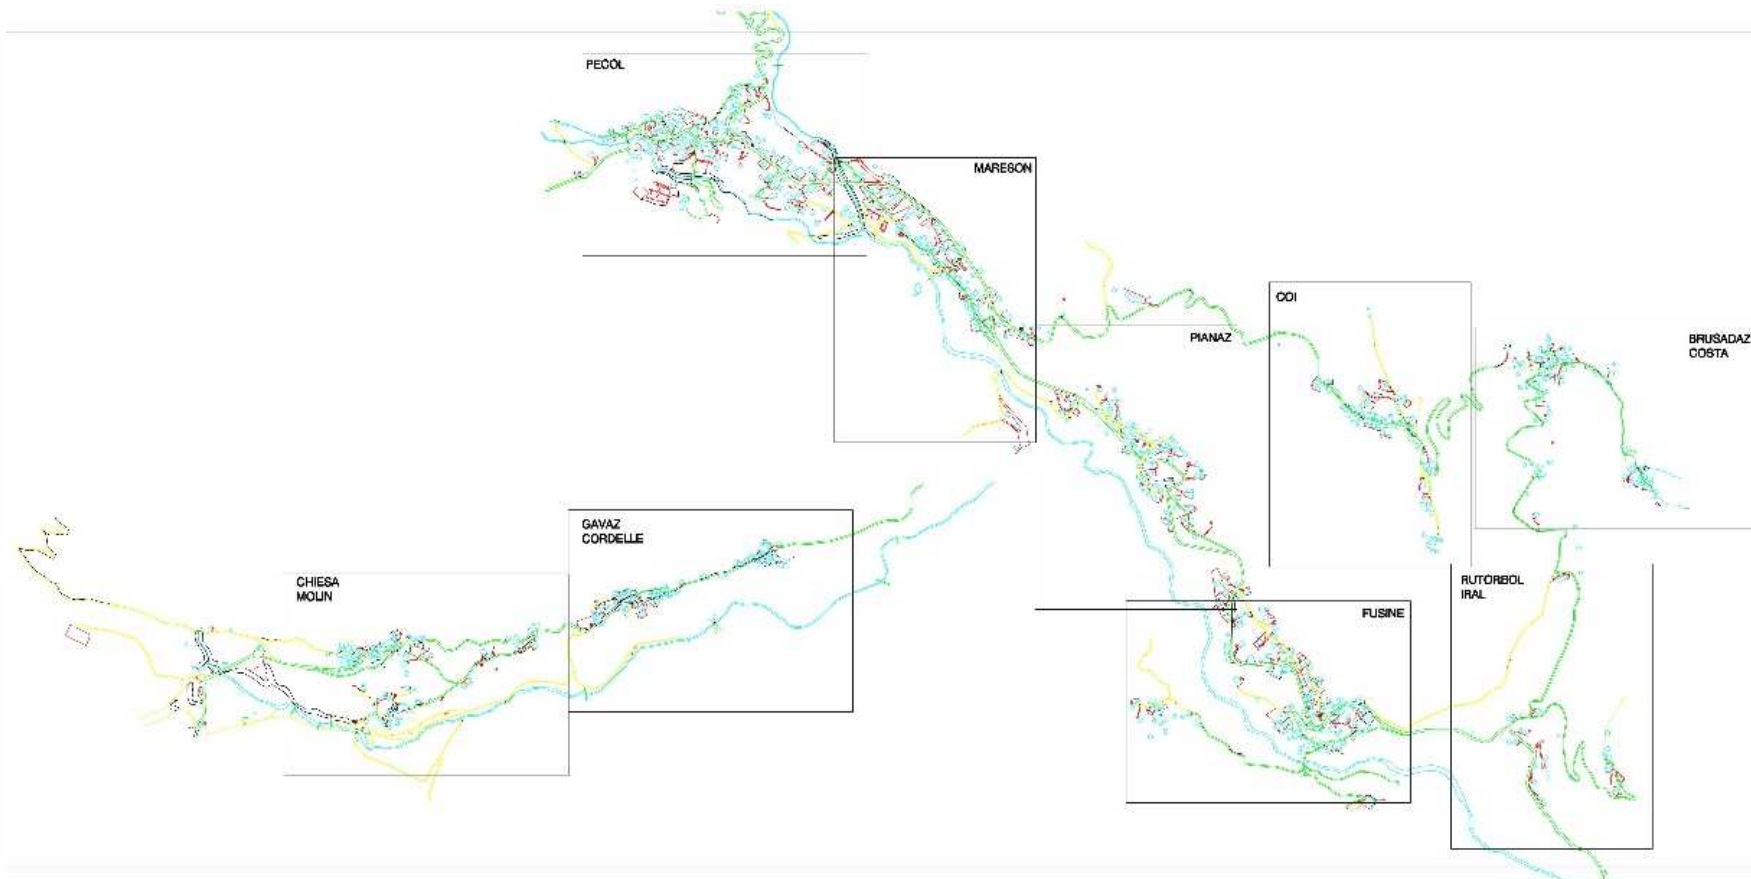 PECOL
MARESON
COI
PIANAZ
BRUSADAZ
COSTA
GAVAZ
CORDELLE
CHIESA
MOLIN
RUTORBOL
IRAL
FUSINE